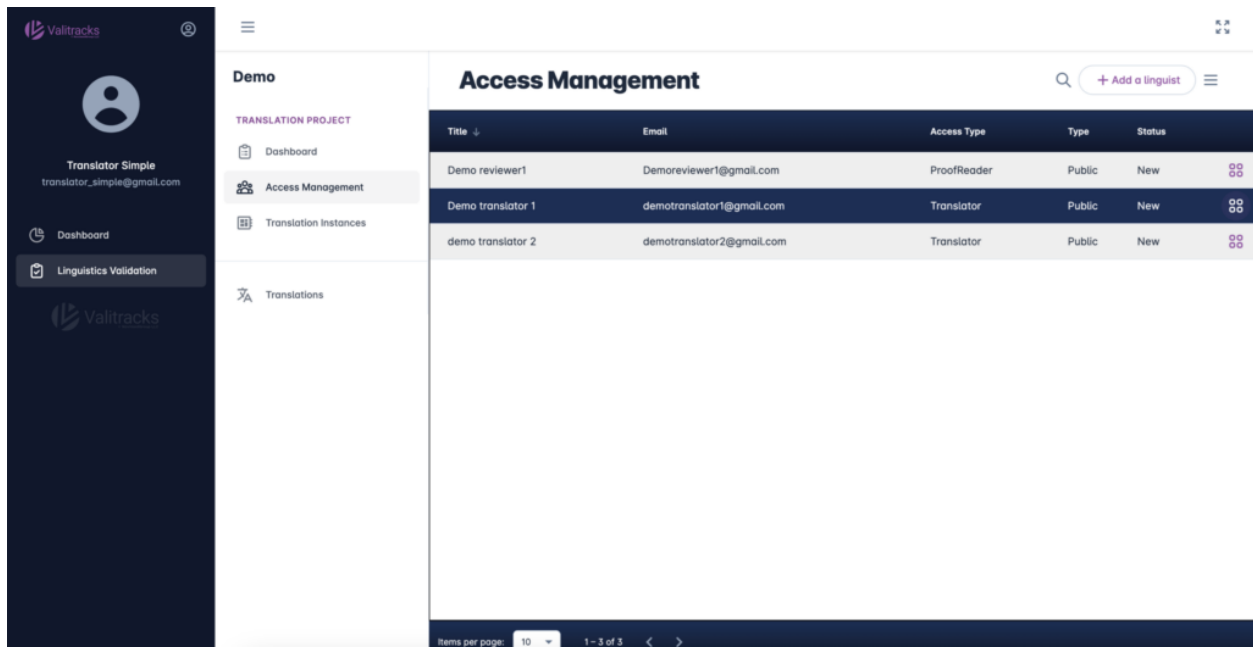 Valitracks
Translator Simple
translator_simple@gmail.com
Dashboard
Linguistics Validation
Valitracks
Demo
TRANSLATION PROJECT
Dashboard
Access Management
Translation Instances
Translations
Access Management
+ Add a linguist
Title ↓ Email Access Type Type Status
Demo reviewer1 Demoreviewer1@gmail.com ProofReader Public New
Demo translator 1 demotranslator1@gmail.com Translator Public New
demo translator 2 demotranslator2@gmail.com Translator Public New
Items per page: 10 1 – 3 of 3